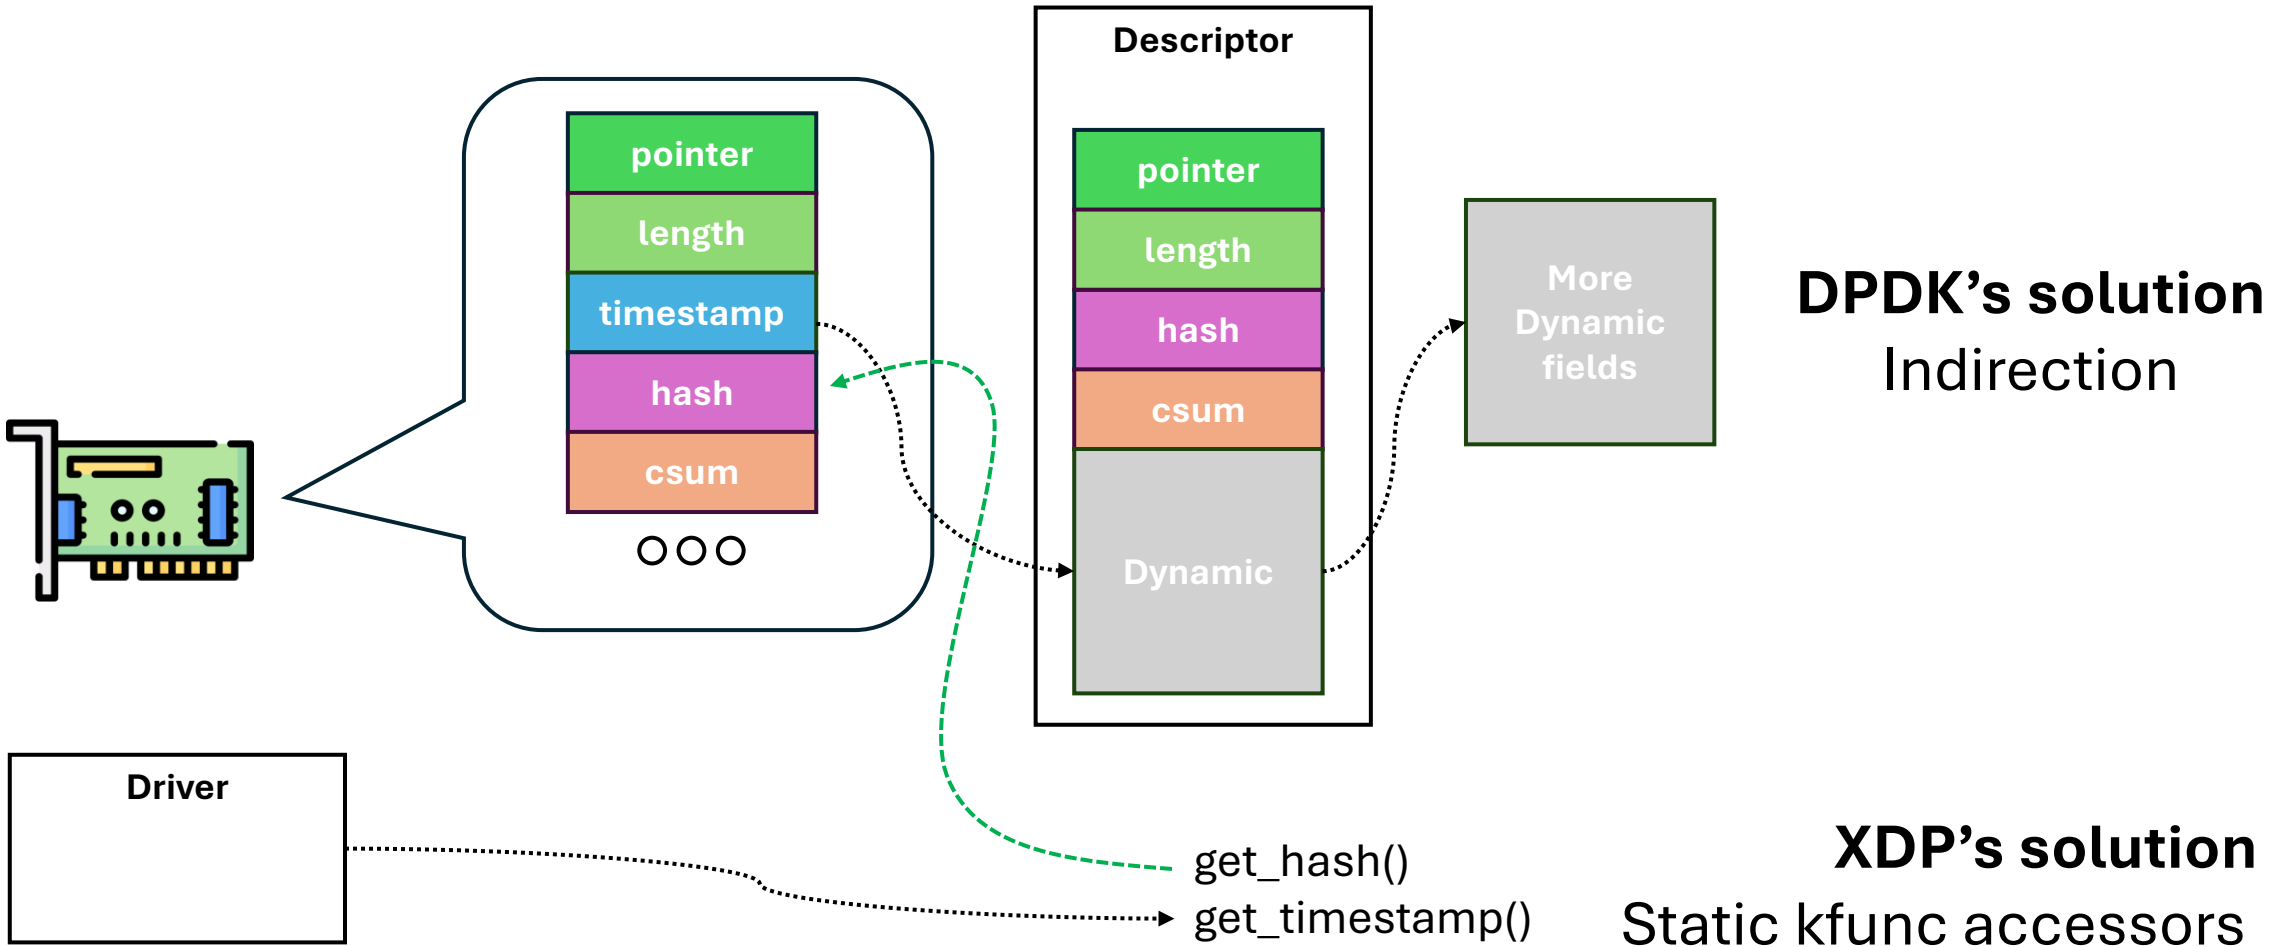 pointer
length
timestamp
hash
csum
Descriptor
pointer
length
hash
csum
Dynamic
More
Dynamic
fields
DPDK’s solution
Indirection
Driver
get_hash()
get_timestamp()
XDP’s solution
Static kfunc accessors